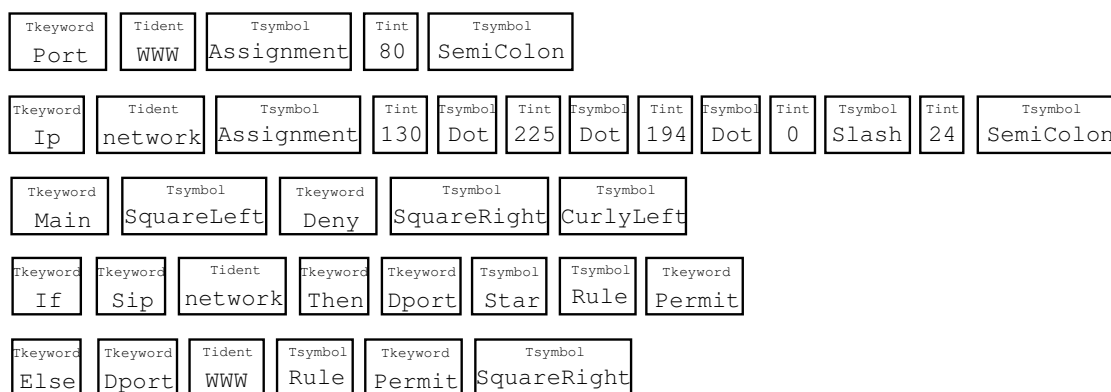 Tkeyword Tident Tsymbol Tint Tsymbol
Port WWW Assignment 80 SemiColon
Tkeyword Tident Tsymbol Tint Tsymbol Tint Tsymbol Tint Tsymbol Tint Tsymbol Tint Tsymbol
Ip network Assignment 130 Dot 225 Dot 194 Dot 0 Slash 24 SemiColon
Tkeyword Tsymbol Tkeyword Tsymbol Tsymbol
Main SquareLeft Deny SquareRight CurlyLeft
Tkeyword Tkeyword Tident Tkeyword Tkeyword Tsymbol Tsymbol Tkeyword
If Sip network Then Dport Star Rule Permit
Tkeyword Tkeyword Tident Tsymbol Tkeyword Tsymbol
Else Dport WWW Rule Permit SquareRight